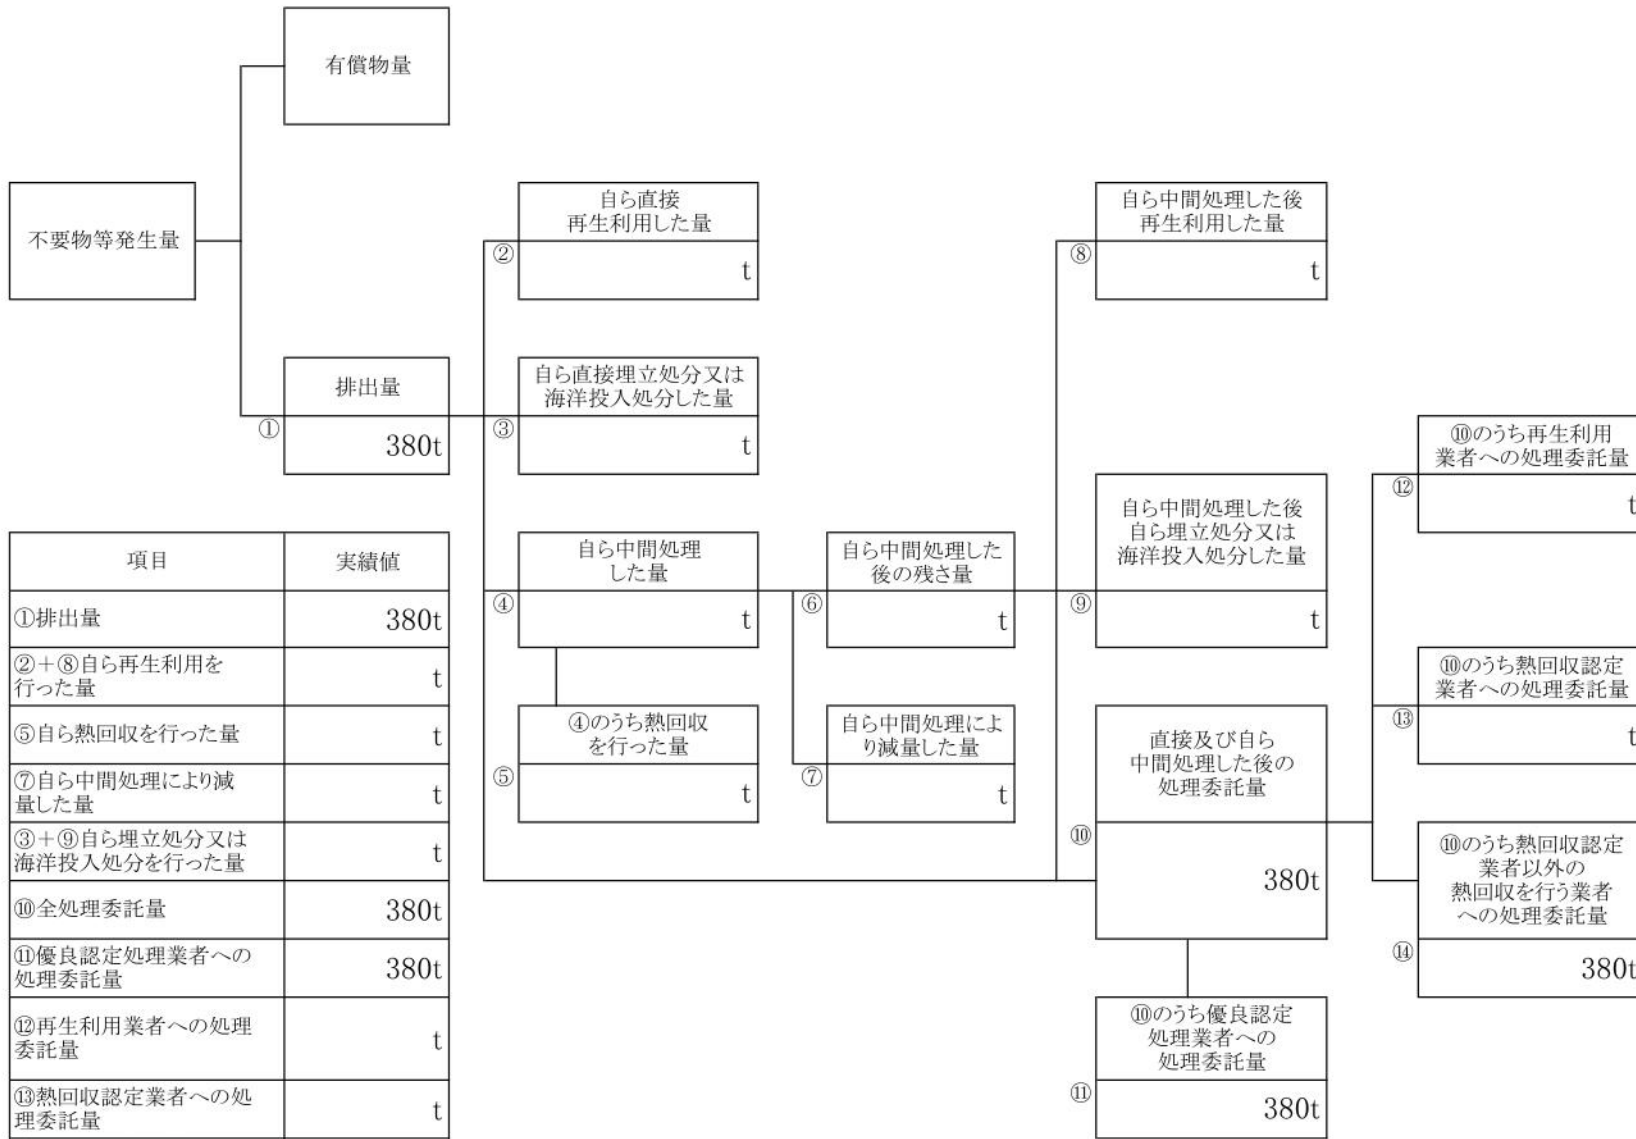 有償物量
不要物等発生量
自ら直接
再生利用した量
②
t
自ら中間処理した後
再生利用した量
⑧
t
排出量
①
380t
自ら直接埋立処分又は
海洋投入処分した量
③
t
⑩のうち再生利用
業者への処理委託量
⑫
t
自ら中間処理
した量
④
t
自ら中間処理した
後の残さ量
⑥
t
自ら中間処理した後
自ら埋立処分又は
海洋投入処分した量
⑨
t
⑩のうち熱回収認定
業者への処理委託量
⑬
t
④のうち熱回収
を行った量
⑤
t
自ら中間処理によ
り減量した量
⑦
t
直接及び自ら
中間処理した後の
処理委託量
⑩
380t
⑩のうち熱回収認定
業者以外の
熱回収を行う業者
への処理委託量
⑭
380t
⑩のうち優良認定
処理業者への
処理委託量
⑪
380t
項目 実績値
①排出量 380t
②+⑧自ら再生利用を
行った量 t
⑤自ら熱回収を行った量 t
⑦自ら中間処理により減
量した量 t
③+⑨自ら埋立処分又は
海洋投入処分を行った量 t
⑩全処理委託量 380t
⑪優良認定処理業者への
処理委託量 380t
⑫再生利用業者への処理
委託量 t
⑬熱回収認定業者への処
理委託量 t